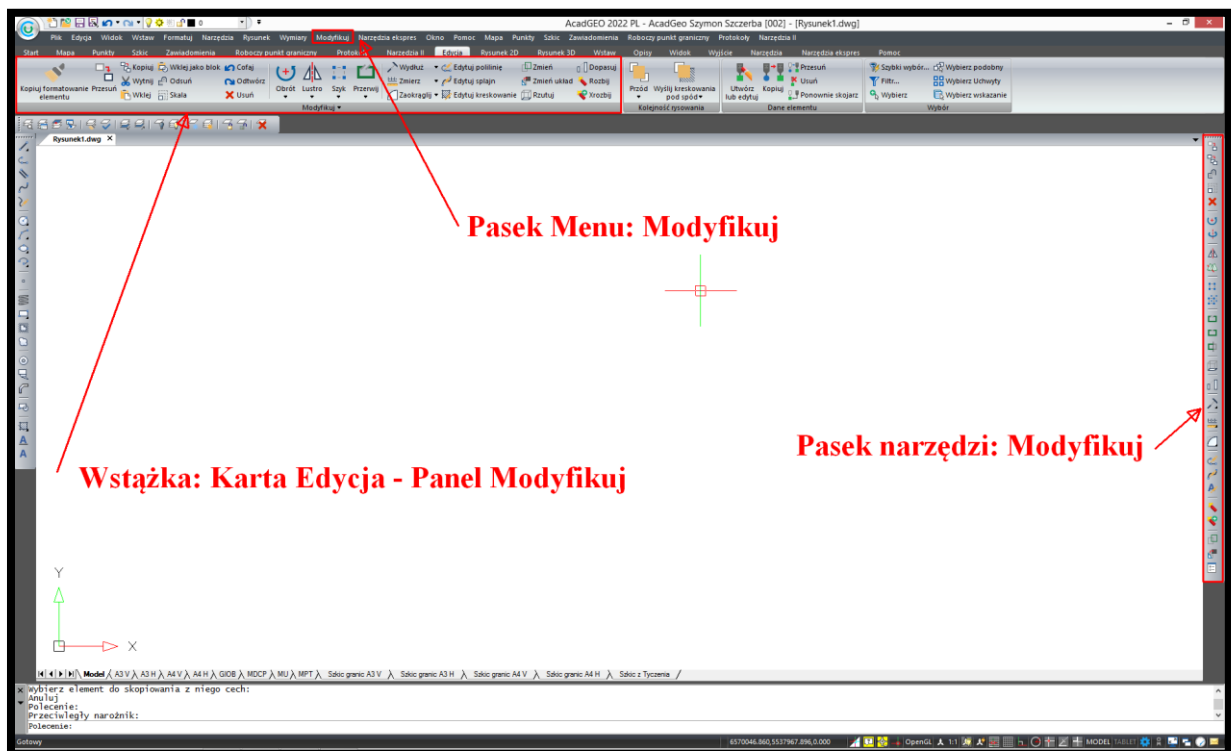 AcadGEO 2022 PL - AcadGeo Szymon Szczerba [002] - [Rysunek1.dwg]
Plik Edycja Widok Wstaw Formatuj Narzędzia Rysunek Wymiary Modyfikuj Narzędzia ekspres Okno Pomoc Mapa Punkty Szkic Zawiadomienia Roboczy punkt graniczny Protokoły Narzędzia II
Start Mapa Punkty Szkic Zawiadomienia Roboczy punkt graniczny Narzędzia II Edycja Rysunek 2D Rysunek 3D Wstaw Opisy Widok Wyjście Narzędzia Narzędzia ekspres Pomoc
Kopiuj formatowanie elementu
Przesuń
Kopiuj Wklej jako blok Cofaj
Wytnij Odsuń Odtwórz
Wklej Skala Usuń
Obrót Lustro Szyk Przerwij
Wydłuż Edytuj polilinię Zmień Dopasuj
Zmierz Edytuj splajn Zmień układ Rozbij
Zaokrąglij Edytuj kreskowanie Rzutuj Xrozbij
Modyfikuj
Przód Wyślij kreskowania pod spód
Kolejność rysowania
Utwórz lub edytuj Kopiuj
Przesuń
Usuń
Ponownie skojarz
Dane elementu
Szybki wybór... Wybierz podobny
Filtr... Wybierz Uchwyty
Wybierz Wybierz wskazanie
Wybór
Rysunek1.dwg
Pasek Menu: Modyfikuj
Pasek narzędzi: Modyfikuj
Wstążka: Karta Edycja - Panel Modyfikuj
Y
X
Model A3 V A3 H A4 V A4 H GIOB MDCP MU MPT Szkic granic A3 V Szkic granic A3 H Szkic granic A4 V Szkic granic A4 H Szkic z Tyczenia
Wybierz element do skopiowania z niego cech:
Anuluj
Polecenie:
Przeciwległy narożnik:
Polecenie:
Gotowy
6570046.860,5537967.896,0.000 OpenGL 1:1 MODEL TABLET